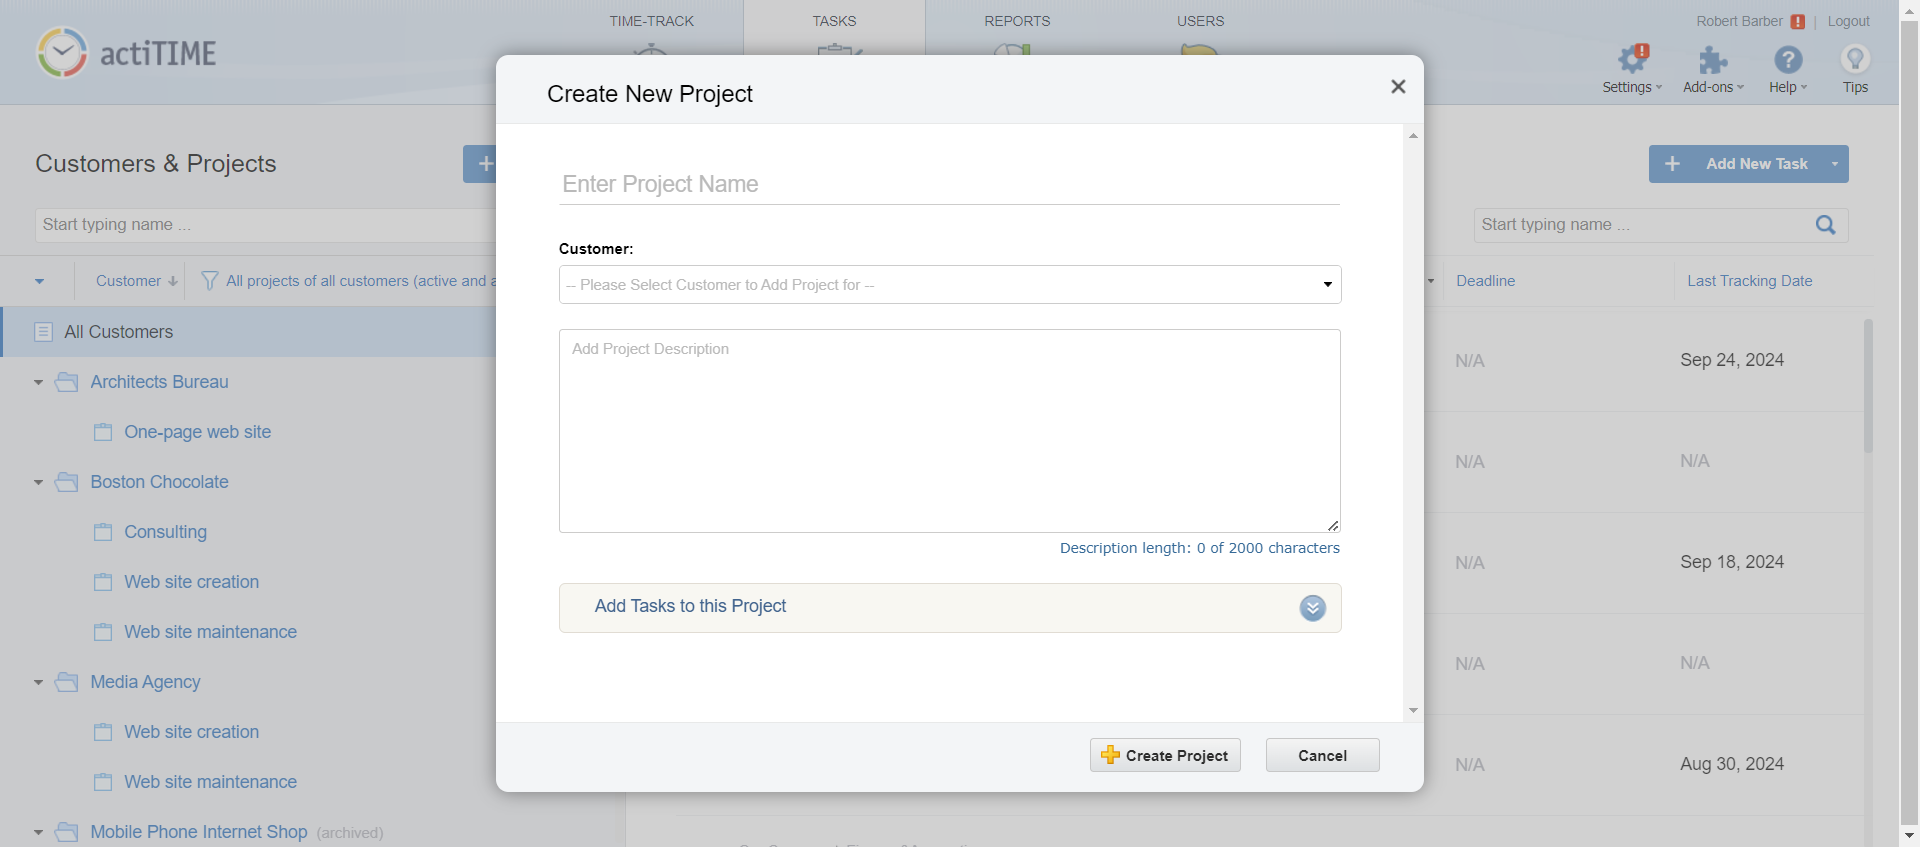 TIME-TRACK
TASKS
REPORTS
USERS
Robert Barber
Logout
actiTIME
Settings
Add-ons
Help
Tips
Create New Project
Customers & Projects
Add New Task
Start typing name ...
Start typing name ...
Enter Project Name
Customer:
-- Please Select Customer to Add Project for --
Customer
All projects of all customers (active and
Deadline
Last Tracking Date
All Customers
Add Project Description
Architects Bureau
N/A
Sep 24, 2024
One-page web site
Boston Chocolate
N/A
N/A
Consulting
Description length: 0 of 2000 characters
Web site creation
N/A
Sep 18, 2024
Add Tasks to this Project
Web site maintenance
Media Agency
N/A
N/A
Web site creation
Create Project
Cancel
Web site maintenance
N/A
Aug 30, 2024
Mobile Phone Internet Shop (archived)